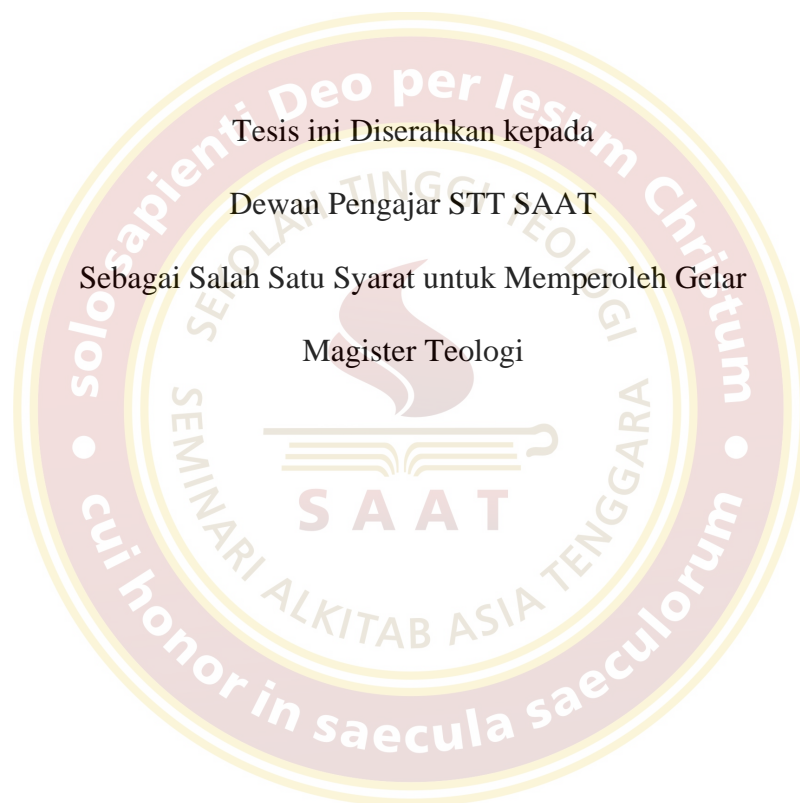 Tesis ini Diserahkan kepada
Dewan Pengajar STT SAAT
Sebagai Salah Satu Syarat untuk Memperoleh Gelar
Magister Teologi
solo sapienti Deo per Iesum Christum
cui honor in saecula saeculorum
SEKOLAH TINGGI TEOLOGI
SEMINARI ALKITAB ASIA TENGGARA
SAAT